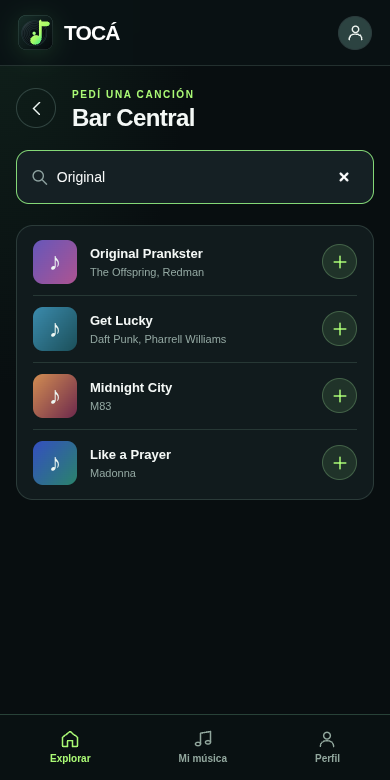 TOCÁ
PEDÍ UNA CANCIÓN
Bar Central
Original
Original Prankster
The Offspring, Redman
Get Lucky
Daft Punk, Pharrell Williams
Midnight City
M83
Like a Prayer
Madonna
Explorar
Mi música
Perfil